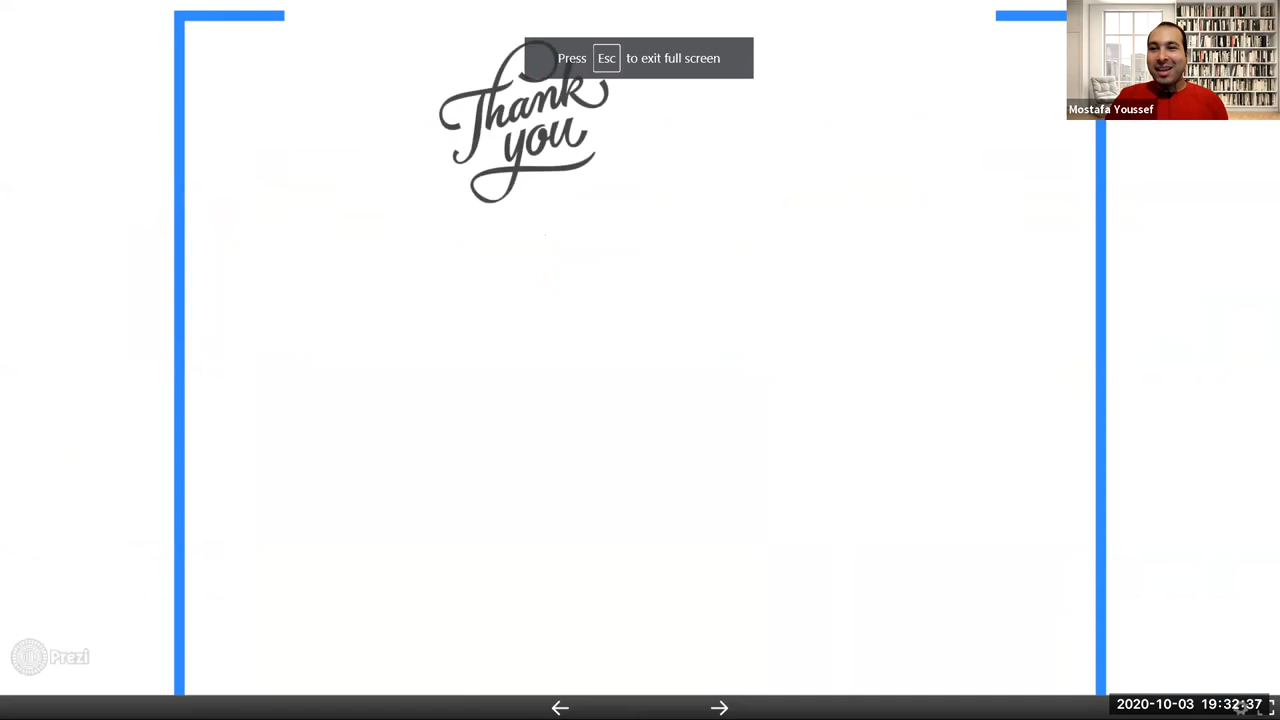 Press Esc to exit full screen
Thank
you
Mostafa Youssef
Prezi
2020-10-03 19:32:37